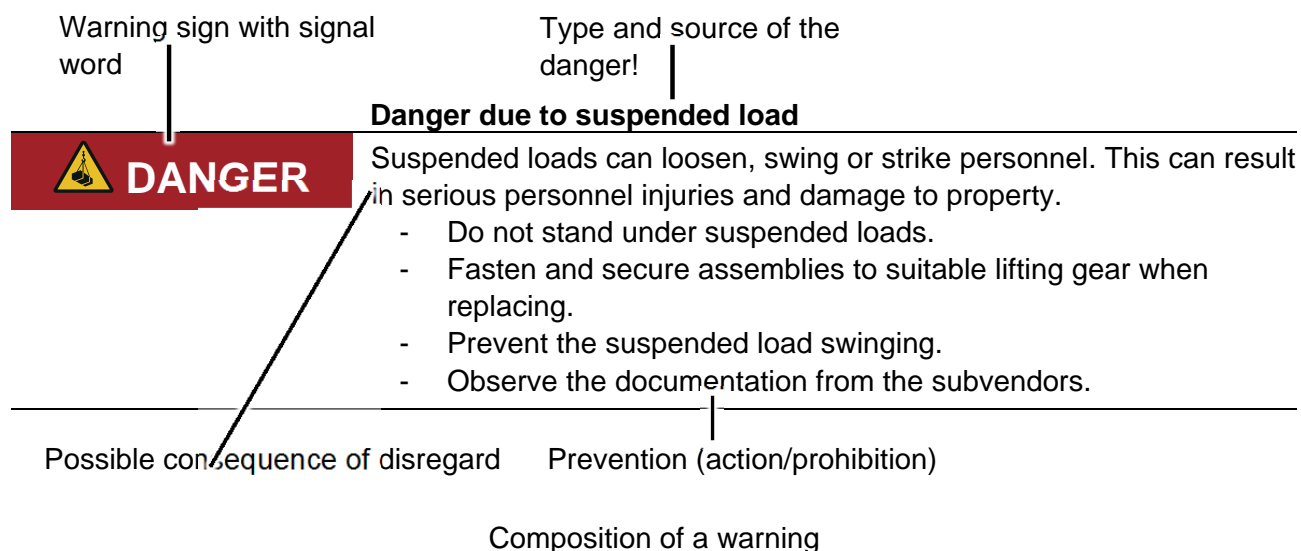 Warning sign with signal
word
Type and source of the
danger!
Danger due to suspended load
DANGER
Suspended loads can loosen, swing or strike personnel. This can result
in serious personnel injuries and damage to property.
- Do not stand under suspended loads.
- Fasten and secure assemblies to suitable lifting gear when
replacing.
- Prevent the suspended load swinging.
- Observe the documentation from the subvendors.
Possible consequence of disregard
Prevention (action/prohibition)
Composition of a warning